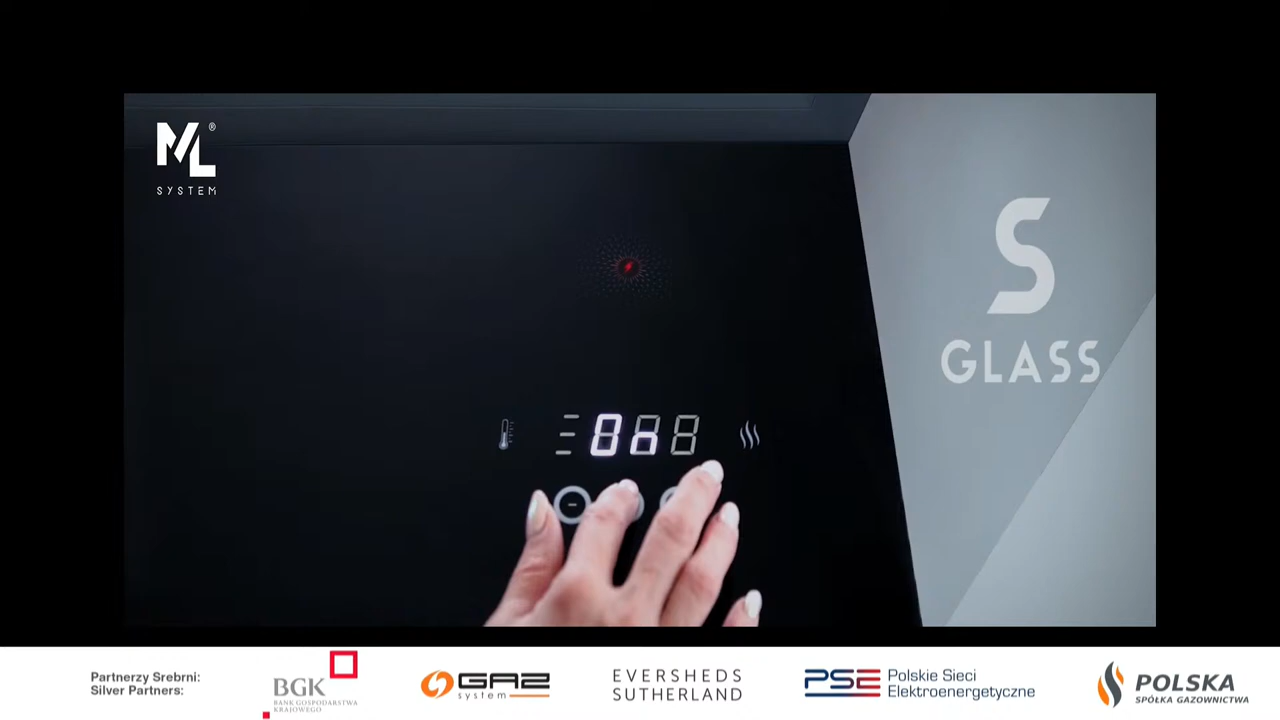 ML ®
SYSTEM
S
GLASS
On
Partnerzy Srebrni:
Silver Partners:
BGK
BANK GOSPODARSTWA
KRAJOWEGO
GAZ
system
EVERSHEDS
SUTHERLAND
PSE
Polskie Sieci
Elektroenergetyczne
POLSKA
SPÓŁKA GAZOWNICTWA